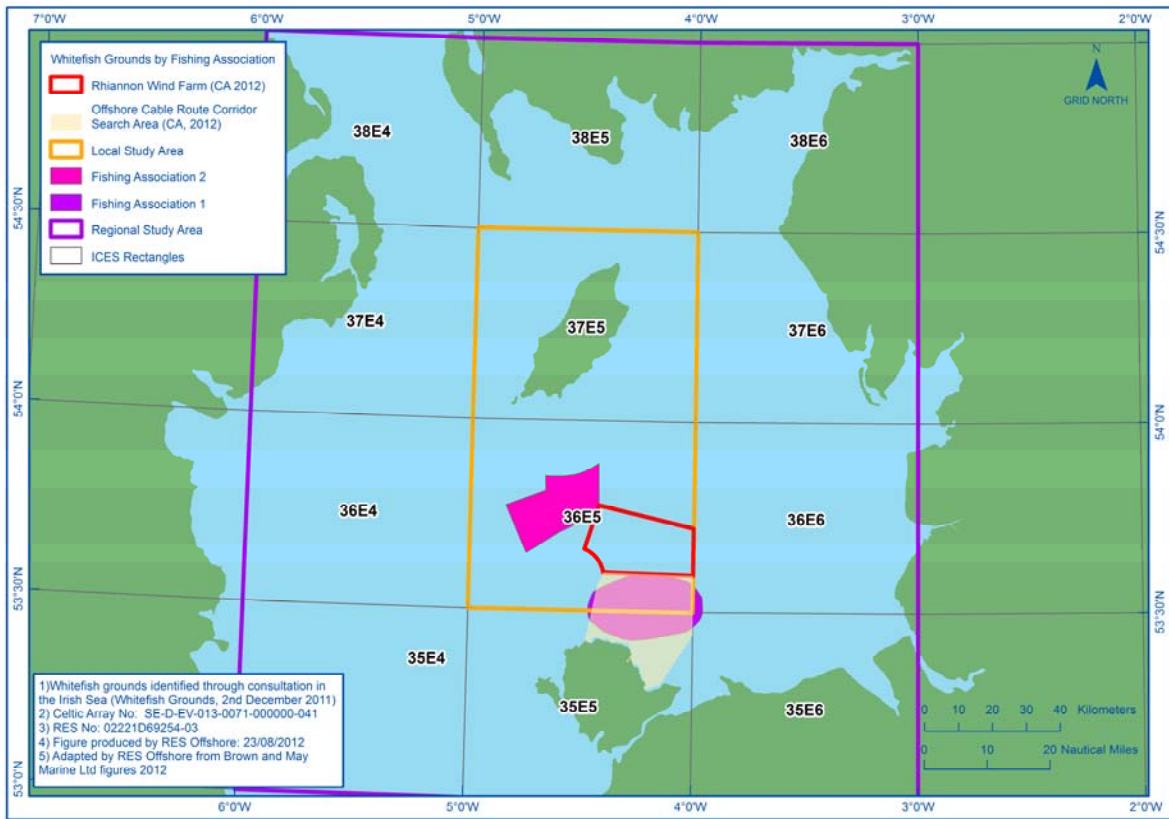 7°0'W
6°0'W
5°0'W
4°0'W
3°0'W
2°0'W
Whitefish Grounds by Fishing Association
Rhiannon Wind Farm (CA 2012)
Offshore Cable Route Corridor
Search Area (CA, 2012)
Local Study Area
Fishing Association 2
Fishing Association 1
Regional Study Area
ICES Rectangles
N
GRID NORTH
38E4
38E5
38E6
54°30'N
54°30'N
37E4
37E5
37E6
54°0'N
54°0'N
36E4
36E5
36E6
53°30'N
53°30'N
35E4
35E5
35E6
1)Whitefish grounds identified through consultation in
the Irish Sea (Whitefish Grounds, 2nd December 2011)
2) Celtic Array No: SE-D-EV-013-0071-000000-041
3) RES No: 02221D69254-03
4) Figure produced by RES Offshore: 23/08/2012
5) Adapted by RES Offshore from Brown and May
Marine Ltd figures 2012
0 10 20 30 40 Kilometers
0 10 20 Nautical Miles
53°0'N
53°0'N
6°0'W
5°0'W
4°0'W
3°0'W
2°0'W